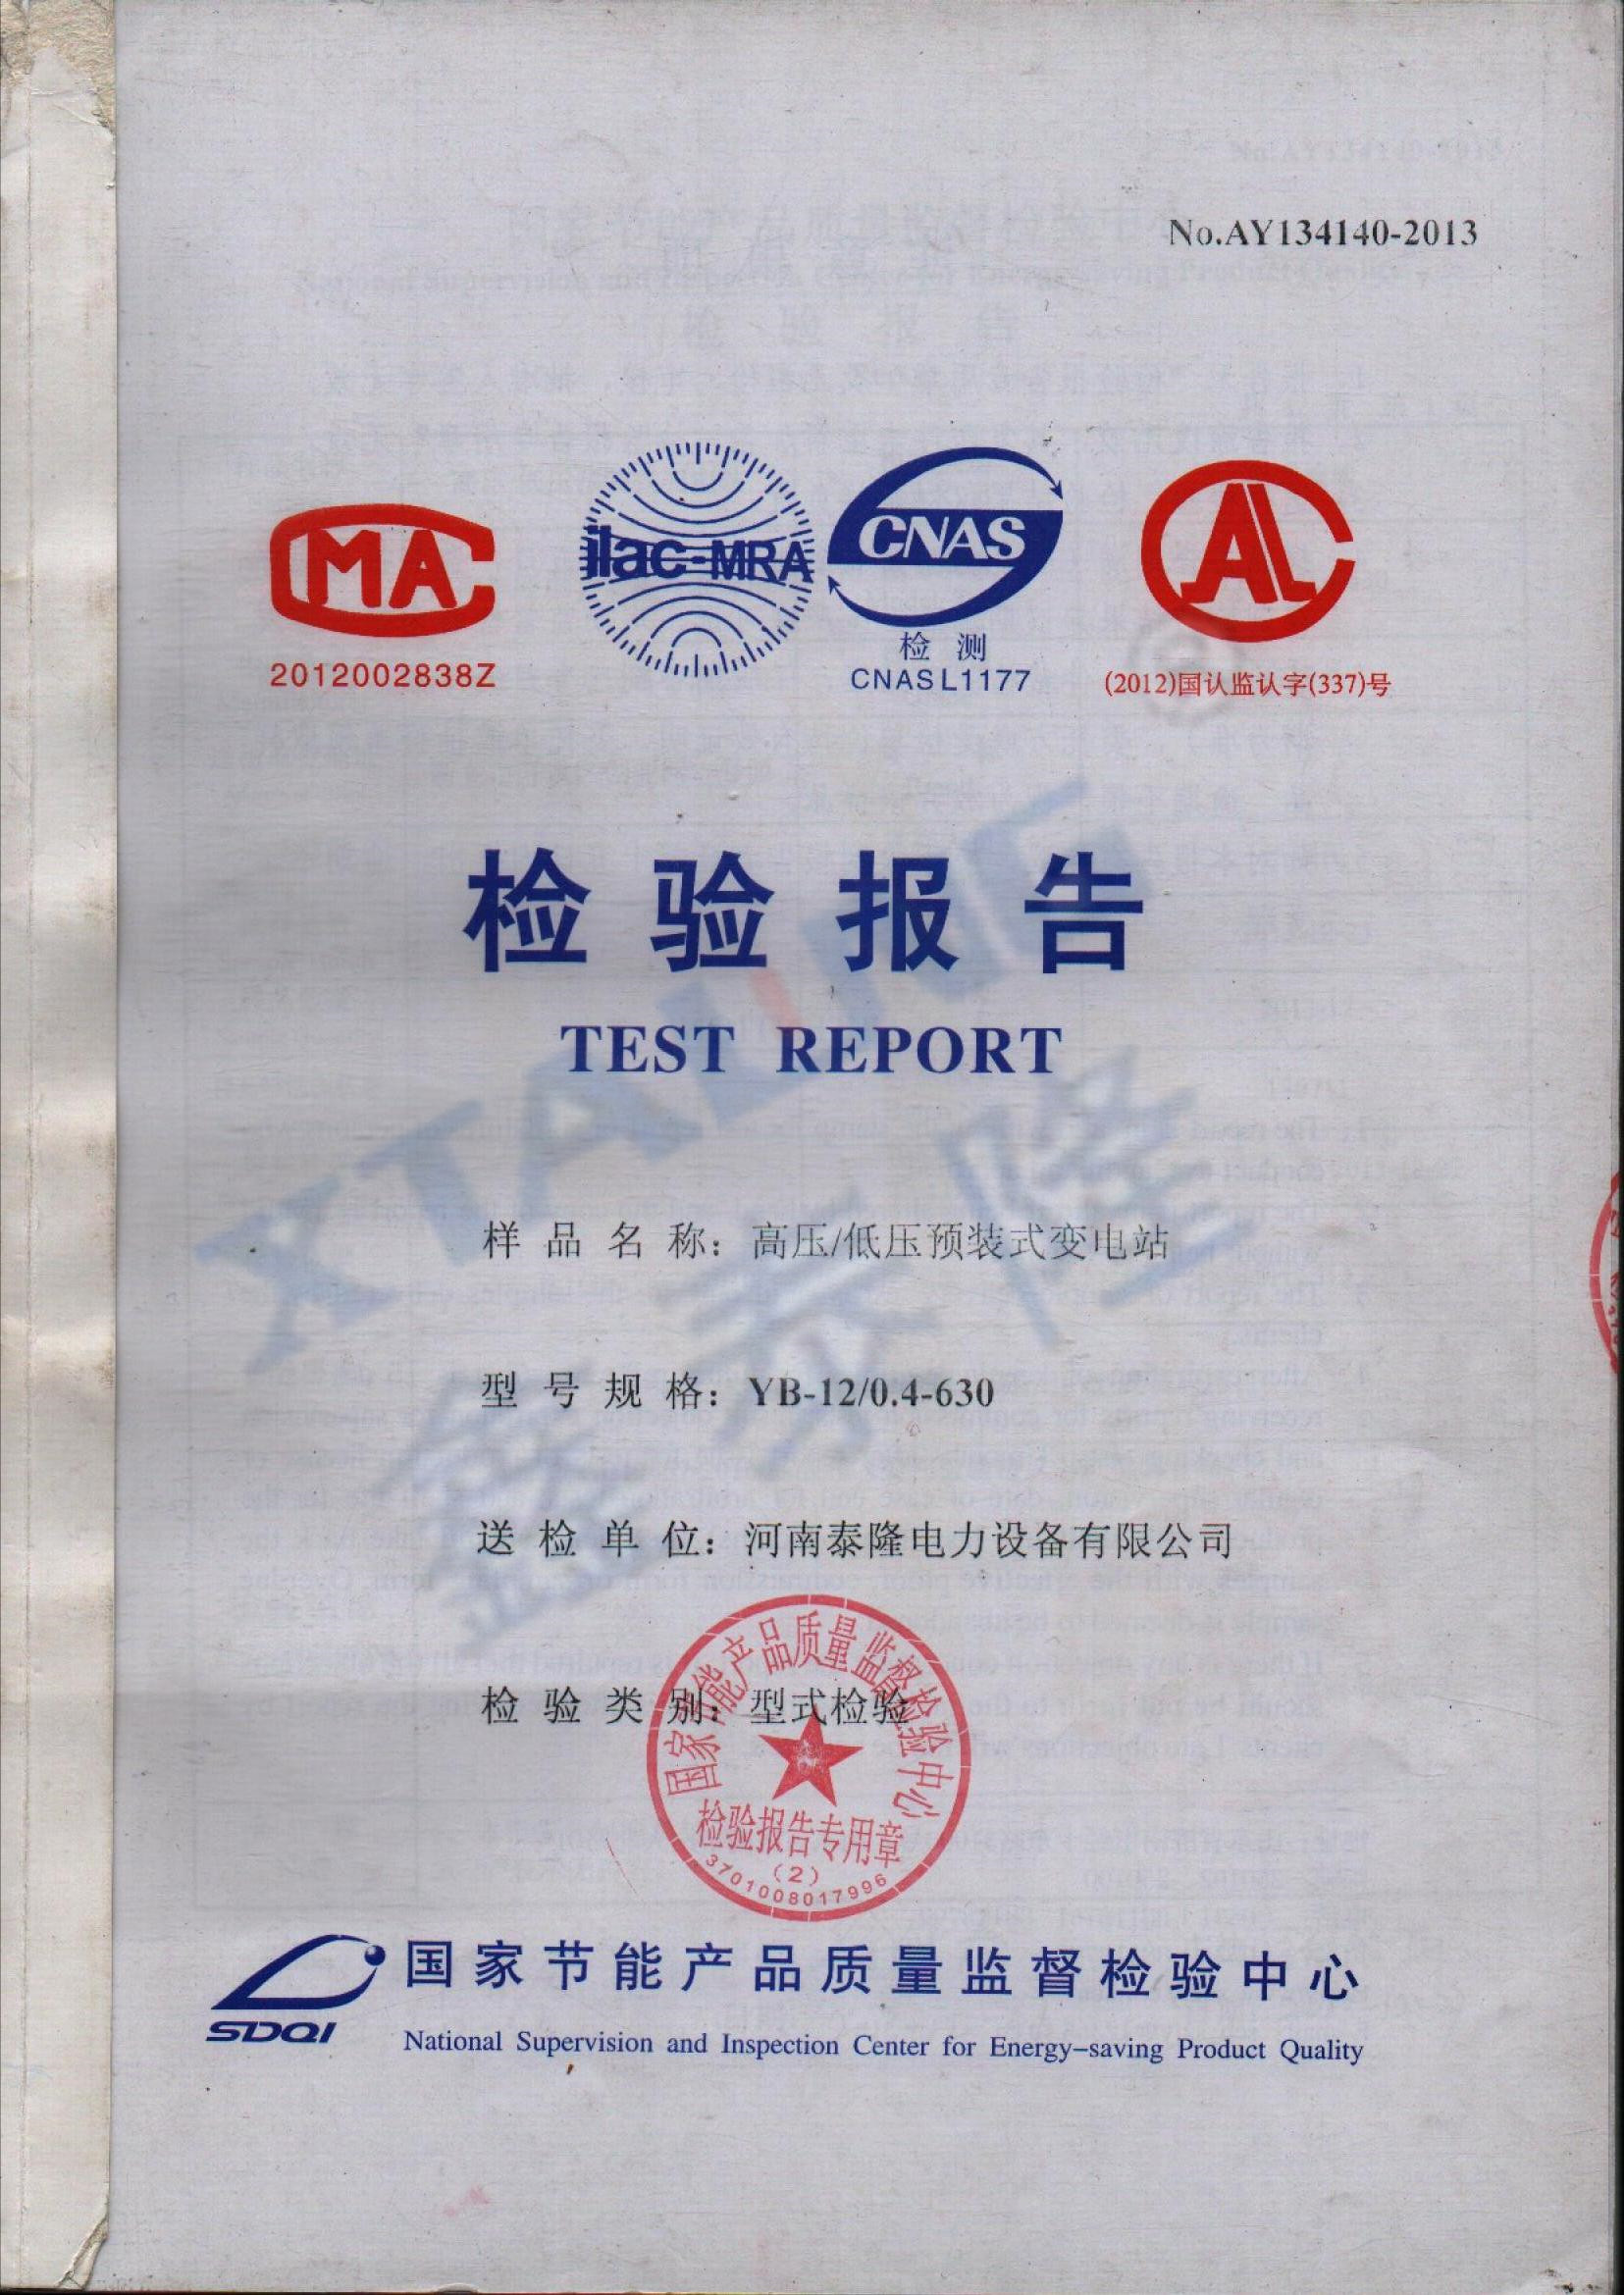 No.AY134140-2013
CMA
ilac-MRA
CNAS
CAL
2012002838Z
检 测
CNAS L1177
(2012)国认监认字(337)号
检 验 报 告
TEST REPORT
XTAILONG
鑫泰隆
样 品 名 称：高压/低压预装式变电站
型 号 规 格：YB-12/0.4-630
送 检 单 位：河南泰隆电力设备有限公司
检 验 类 别：型式检验
国家节能产品质量监督检验中心
检验报告专用章
(2)
3701008017996
SDQI
国家节能产品质量监督检验中心
National Supervision and Inspection Center for Energy-saving Product Quality